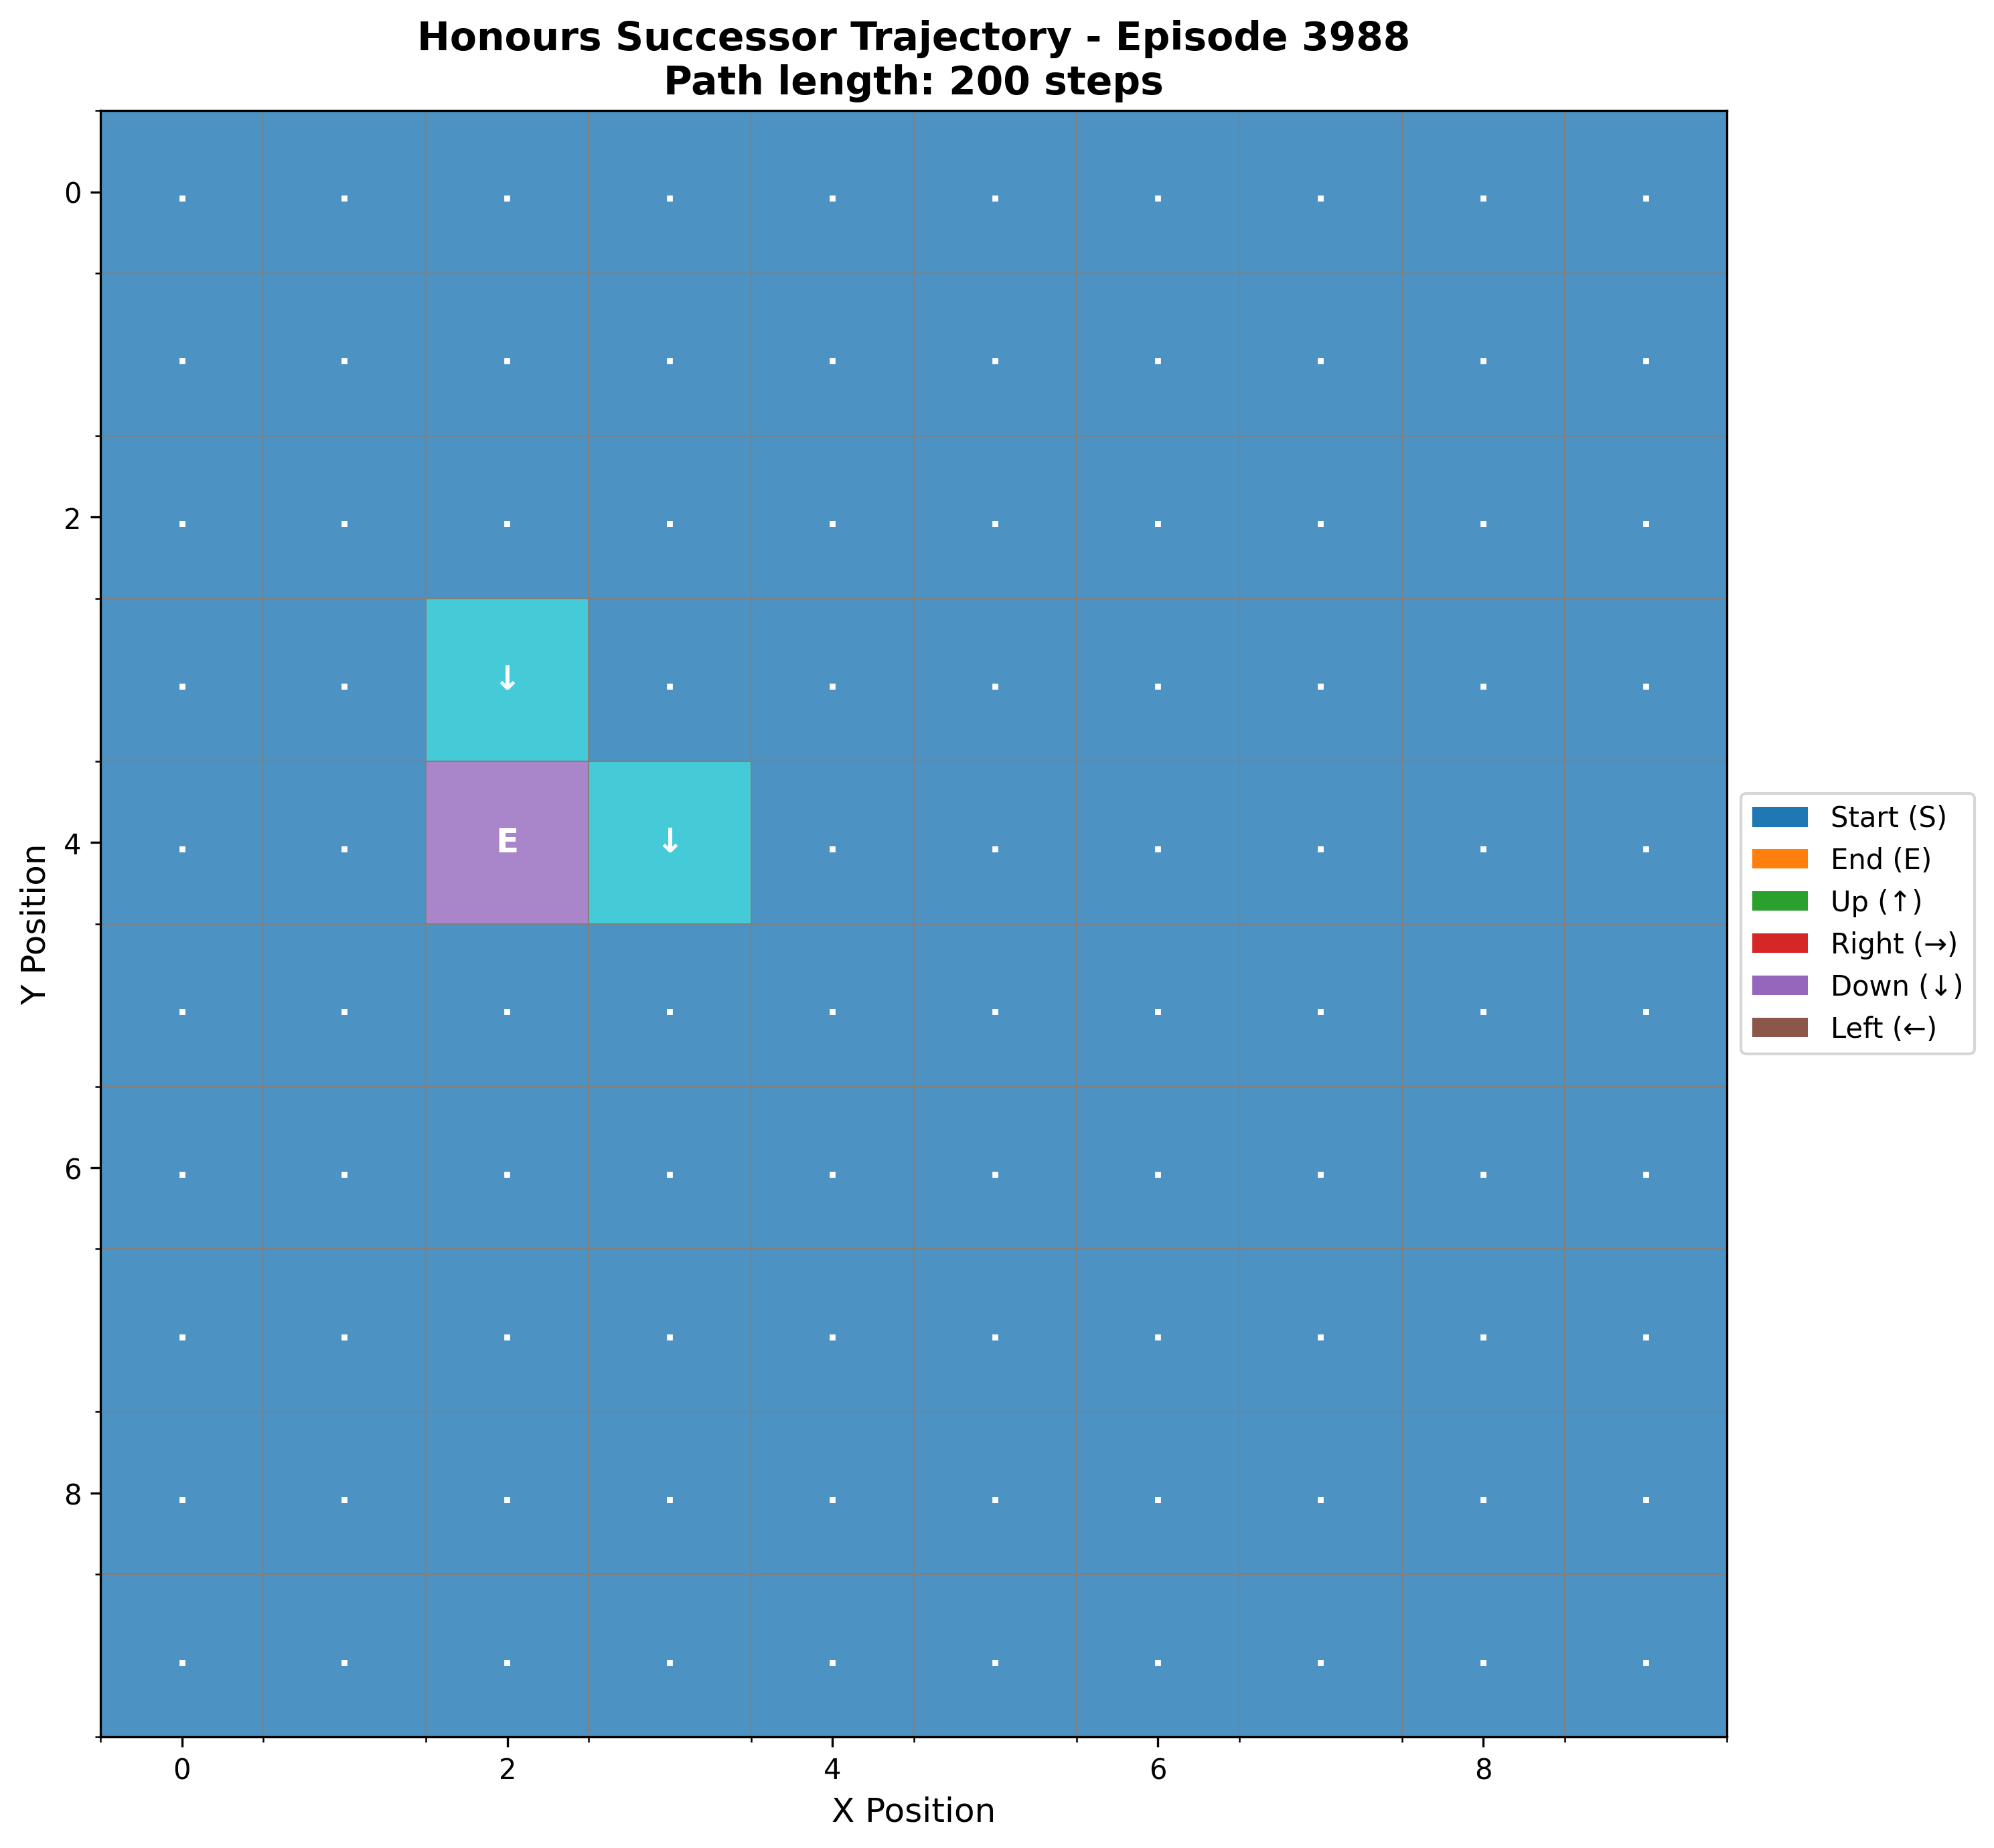 Honours Successor Trajectory - Episode 3988
Path length: 200 steps
0
. . . . . . . . . .
. . . . . . . . . .
2
. . . . . . . . . .
. . ↓ . . . . . . .
4
. . E ↓ . . . . . .
. . . . . . . . . .
6
. . . . . . . . . .
. . . . . . . . . .
8
. . . . . . . . . .
. . . . . . . . . .
0 2 4 6 8
X Position
Y Position
Start (S)
End (E)
Up (↑)
Right (→)
Down (↓)
Left (←)